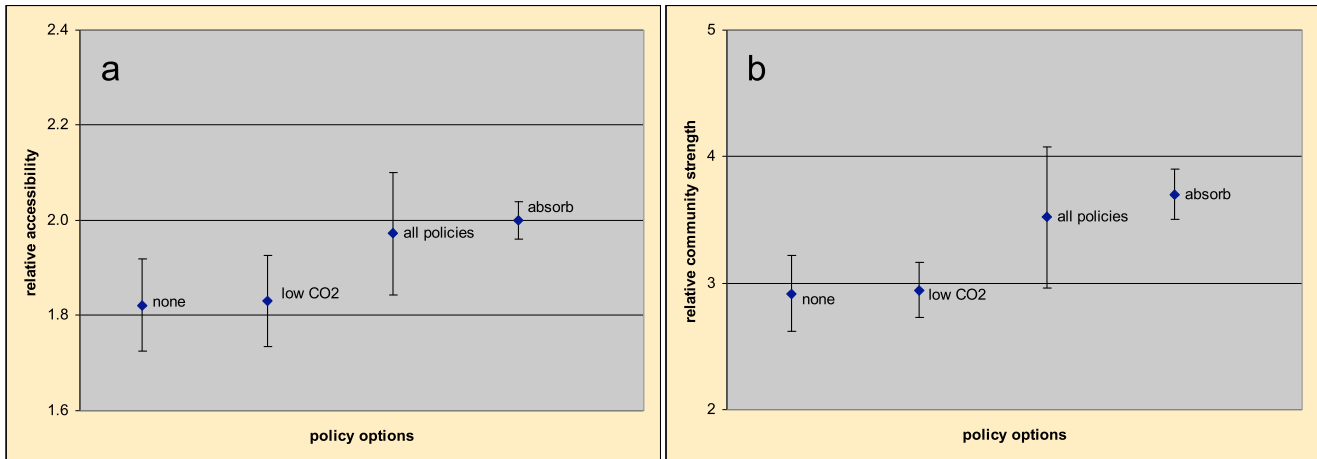 a
relative accessibility
2.4
2.2
2.0
1.8
1.6
none
low CO2
all policies
absorb
policy options
b
relative community strength
5
4
3
2
none
low CO2
all policies
absorb
policy options